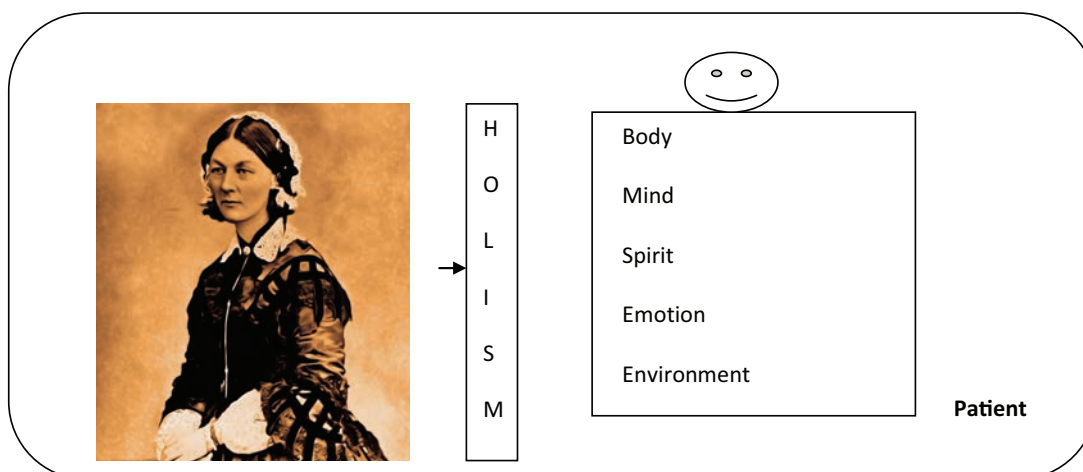 H
O
L
I
S
M
Body
Mind
Spirit
Emotion
Environment
Patient